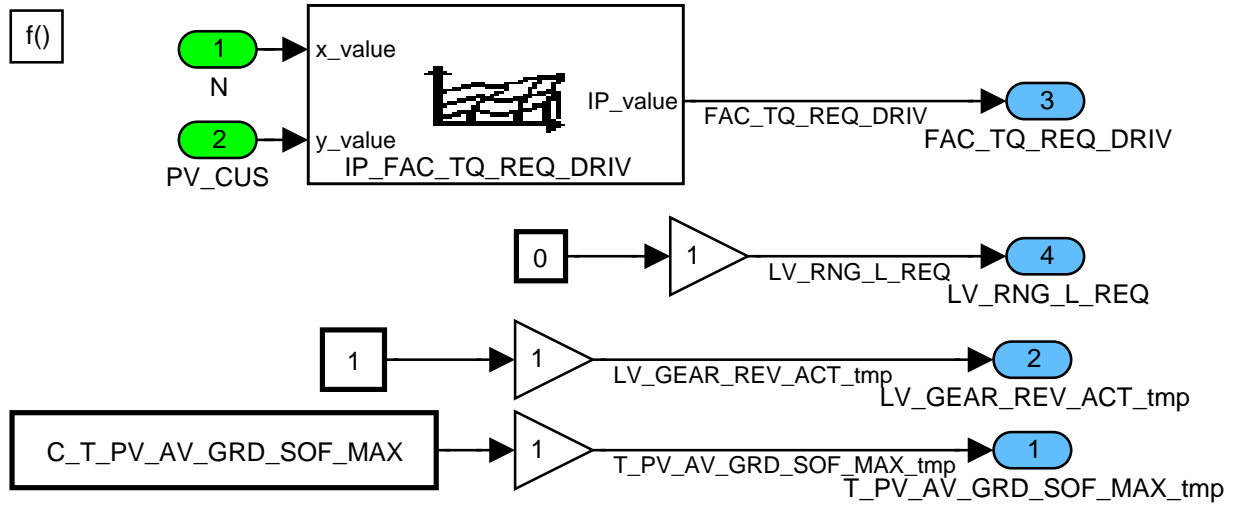 f()
1
x_value
N
IP_value
FAC_TQ_REQ_DRIV
3
FAC_TQ_REQ_DRIV
2
y_value
PV_CUS
IP_FAC_TQ_REQ_DRIV
0
1
LV_RNG_L_REQ
4
LV_RNG_L_REQ
1
1
LV_GEAR_REV_ACT_tmp
2
LV_GEAR_REV_ACT_tmp
C_T_PV_AV_GRD_SOF_MAX
1
T_PV_AV_GRD_SOF_MAX_tmp
1
T_PV_AV_GRD_SOF_MAX_tmp